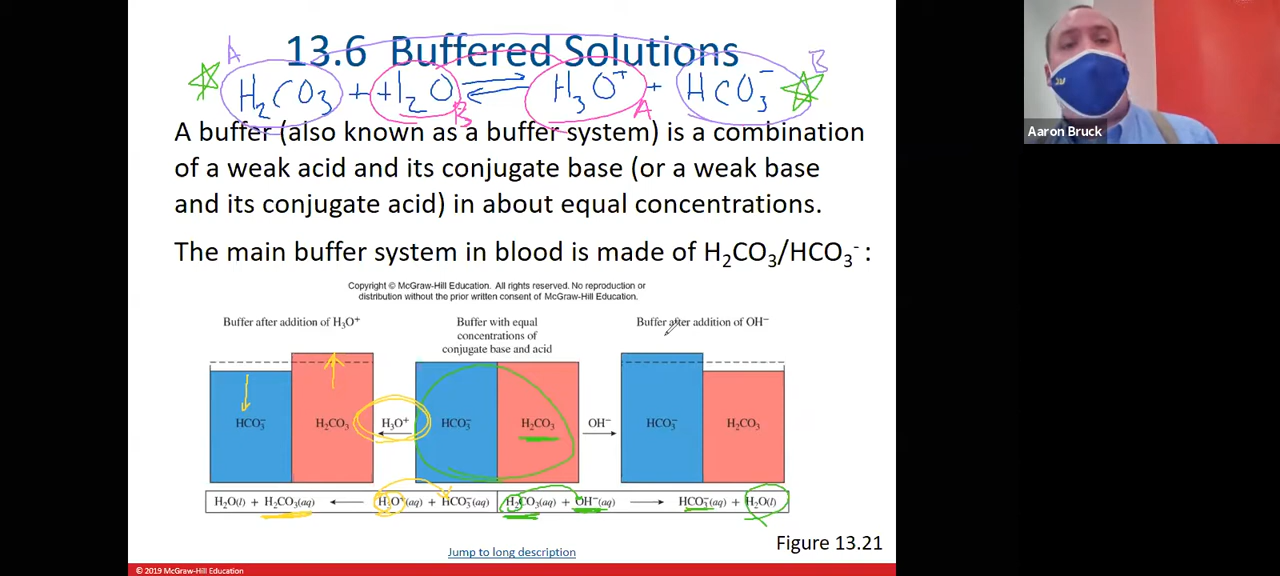 13.6 Buffered Solutions
A B
H₂CO₃ + H₂O ⇌ H₃O⁺ + HCO₃⁻
B A
A buffer (also known as a buffer system) is a combination
of a weak acid and its conjugate base (or a weak base
and its conjugate acid) in about equal concentrations.
The main buffer system in blood is made of H₂CO₃/HCO₃⁻:
Copyright © McGraw-Hill Education. All rights reserved. No reproduction or
distribution without the prior written consent of McGraw-Hill Education.
Buffer after addition of H₃O⁺
Buffer with equal
concentrations of
conjugate base and acid
Buffer after addition of OH⁻
HCO₃⁻ H₂CO₃ H₃O⁺ HCO₃⁻ H₂CO₃ OH⁻ HCO₃⁻ H₂CO₃
H₂O(l) + H₂CO₃(aq) ← H₃O⁺(aq) + HCO₃⁻(aq) H₂CO₃(aq) + OH⁻(aq) → HCO₃⁻(aq) + H₂O(l)
Figure 13.21
Jump to long description
© 2019 McGraw-Hill Education
Aaron Bruck